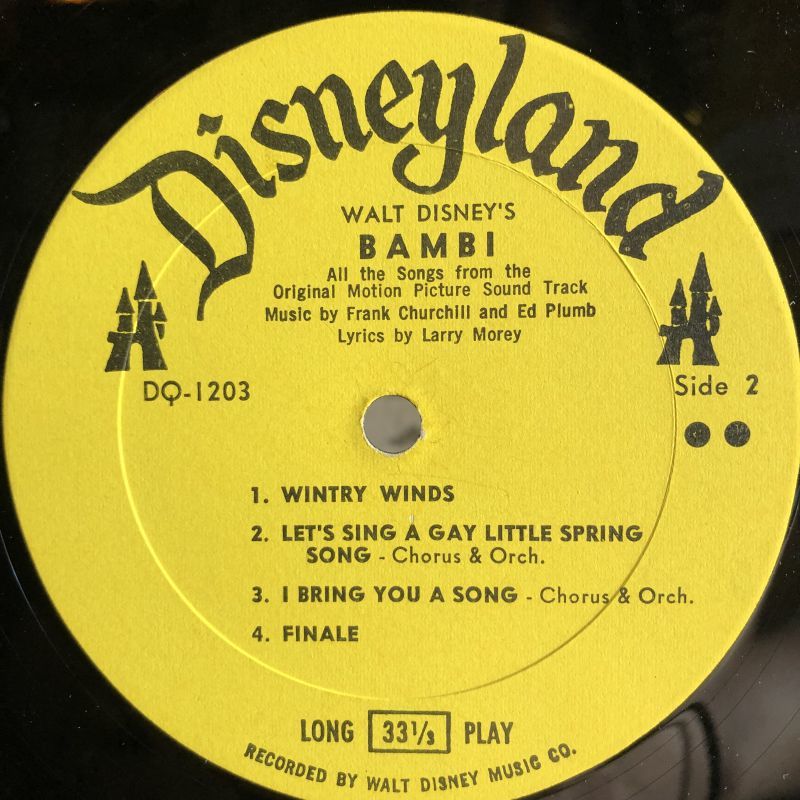 Disneyland
WALT DISNEY'S
BAMBI
All the Songs from the
Original Motion Picture Sound Track
Music by Frank Churchill and Ed Plumb
Lyrics by Larry Morey
DQ-1203
Side 2
1. WINTRY WINDS
2. LET'S SING A GAY LITTLE SPRING
SONG - Chorus & Orch.
3. I BRING YOU A SONG - Chorus & Orch.
4. FINALE
LONG 33⅓ PLAY
RECORDED BY WALT DISNEY MUSIC CO.